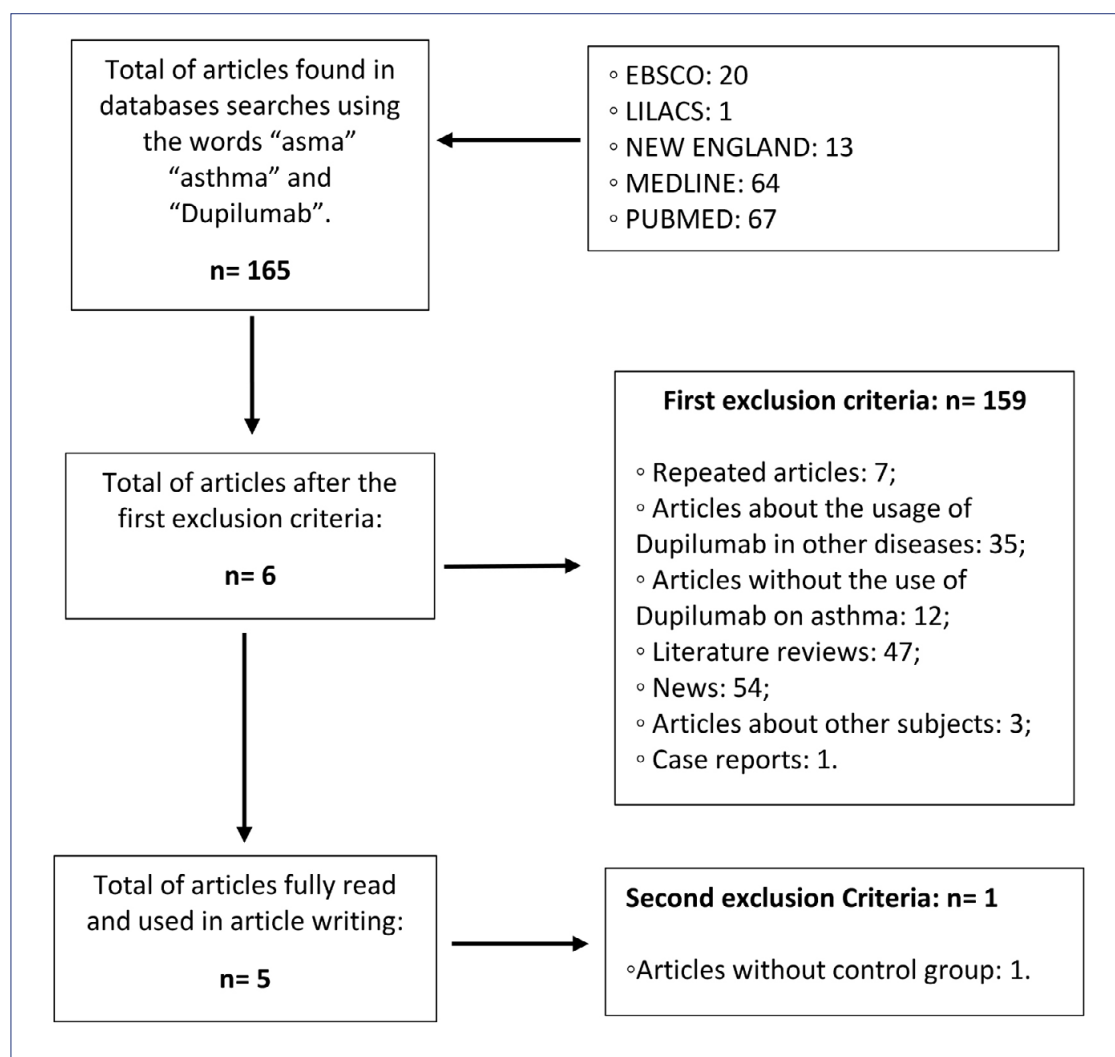 Total of articles found in
databases searches using
the words “asma”
“asthma” and
“Dupilumab”.
n= 165
◦ EBSCO: 20
◦ LILACS: 1
◦ NEW ENGLAND: 13
◦ MEDLINE: 64
◦ PUBMED: 67
Total of articles after the
first exclusion criteria:
n= 6
First exclusion criteria: n= 159
◦ Repeated articles: 7;
◦ Articles about the usage of
Dupilumab in other diseases: 35;
◦ Articles without the use of
Dupilumab on asthma: 12;
◦ Literature reviews: 47;
◦ News: 54;
◦ Articles about other subjects: 3;
◦ Case reports: 1.
Total of articles fully read
and used in article writing:
n= 5
Second exclusion Criteria: n= 1
◦Articles without control group: 1.